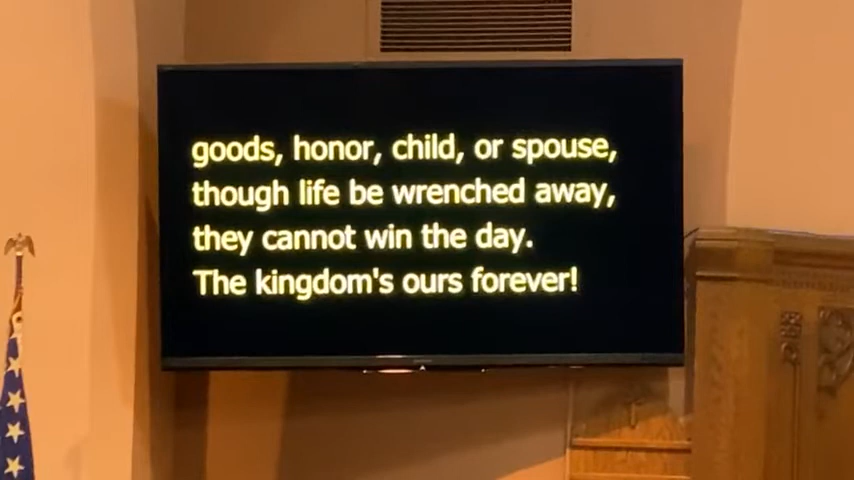 goods, honor, child, or spouse,
though life be wrenched away,
they cannot win the day.
The kingdom's ours forever!